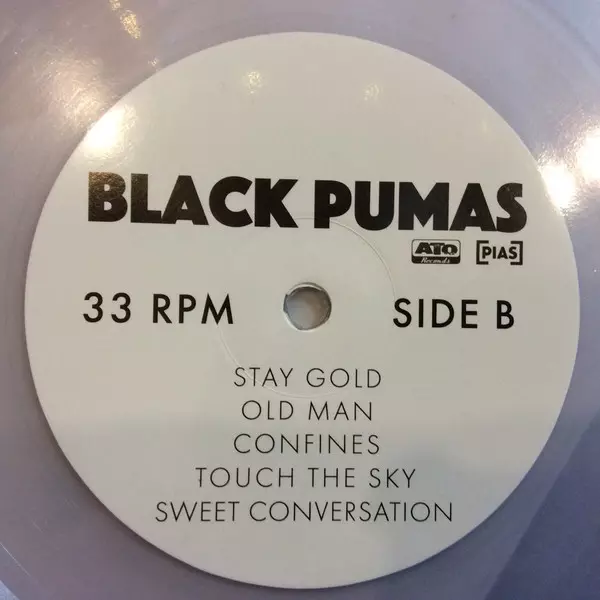 BLACK PUMAS
ATO Records [PIAS]
33 RPM SIDE B
STAY GOLD
OLD MAN
CONFINES
TOUCH THE SKY
SWEET CONVERSATION